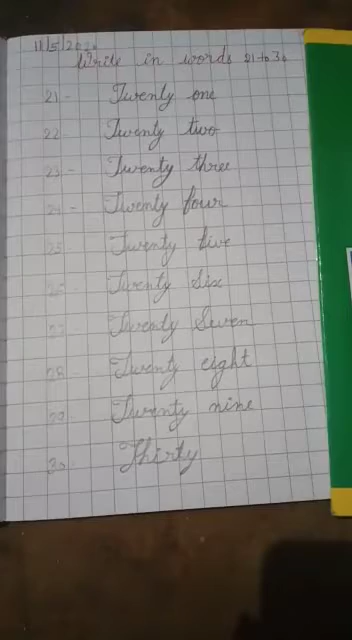 11/5/202
Write in words 21 to 30
21 - Twenty one
22 - Twenty two
23 - Twenty three
24 - Twenty four
25 Twenty five
26 Twenty Six
27 Twenty Seven
28 Twenty eight
29 Twenty nine
30 Thirty